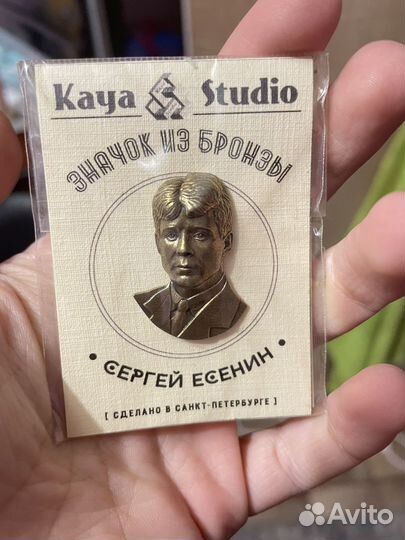 Kaya Studio
ЗНАЧОК ИЗ БРОНЗЫ
• СЕРГЕЙ ЕСЕНИН •
[ СДЕЛАНО В САНКТ-ПЕТЕРБУРГЕ ]
Avito